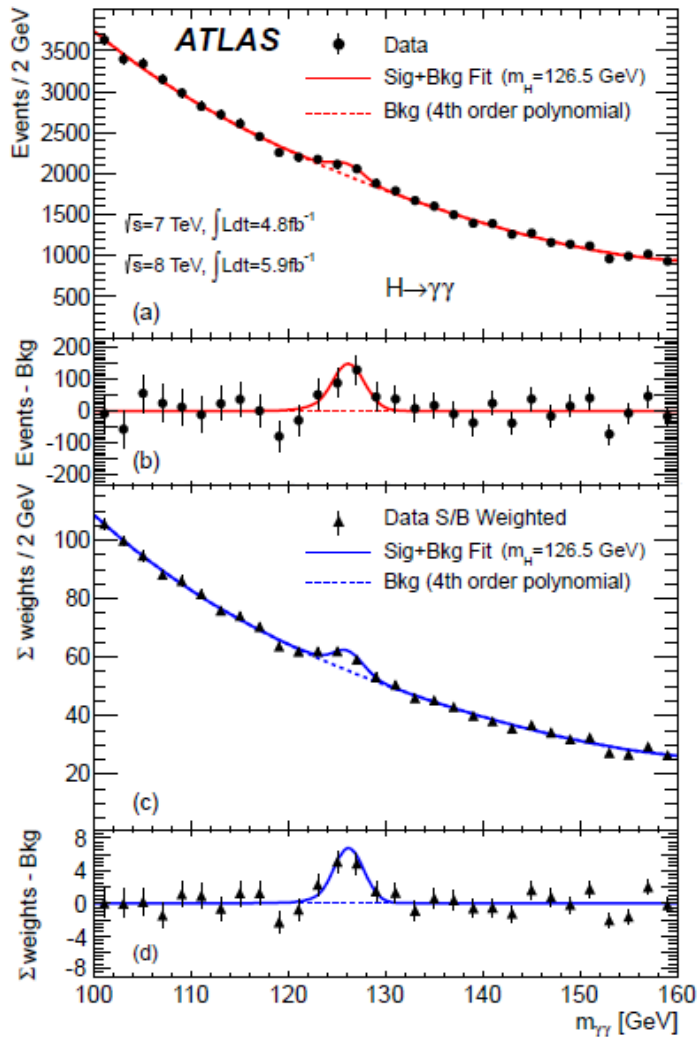 ATLAS
Data
Sig+Bkg Fit (m_H=126.5 GeV)
Bkg (4th order polynomial)
Events / 2 GeV
3500
3000
2500
2000
1500
1000
500
√s=7 TeV, ∫Ldt=4.8fb⁻¹
√s=8 TeV, ∫Ldt=5.9fb⁻¹
H→γγ
(a)
Events - Bkg
200
100
0
-100
-200
(b)
Data S/B Weighted
Sig+Bkg Fit (m_H=126.5 GeV)
Bkg (4th order polynomial)
Σ weights / 2 GeV
100
80
60
40
20
(c)
Σ weights - Bkg
8
4
0
-4
-8
(d)
100 110 120 130 140 150 160
m_γγ [GeV]